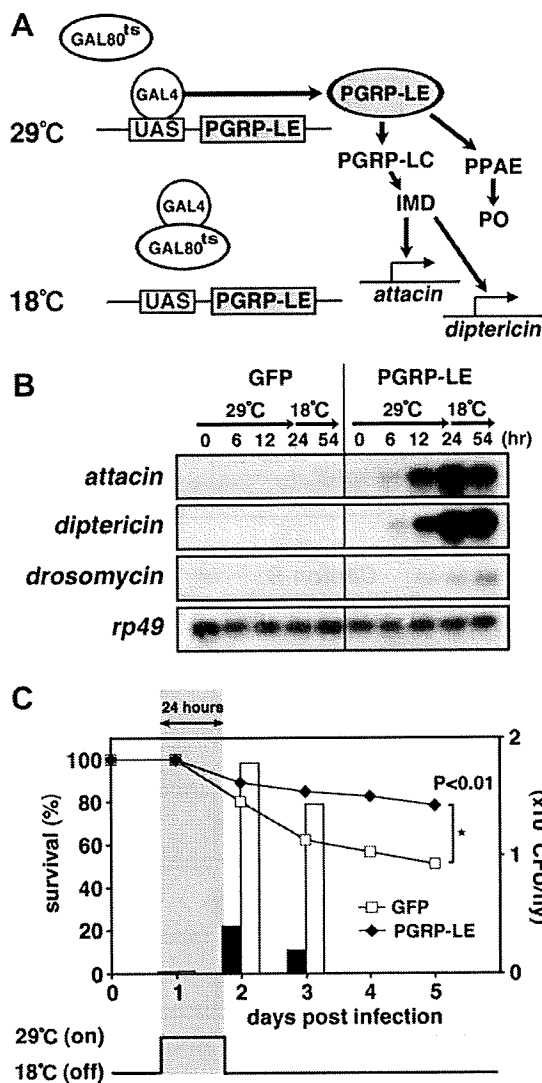 A
GAL80ts
GAL4
UAS PGRP-LE
29°C
PGRP-LE
PGRP-LC
PPAE
IMD
PO
GAL4
GAL80ts
18°C
UAS PGRP-LE
attacin
diptericin
B
GFP PGRP-LE
29°C 18°C 29°C 18°C
0 6 12 24 54 0 6 12 24 54 (hr)
attacin
diptericin
drosomycin
rp49
C
24 hours
survival (%)
100
80
60
40
20
0
2
1
0
P<0.01
*
GFP
PGRP-LE
0 1 2 3 4 5
days post infection
29°C (on)
18°C (off)